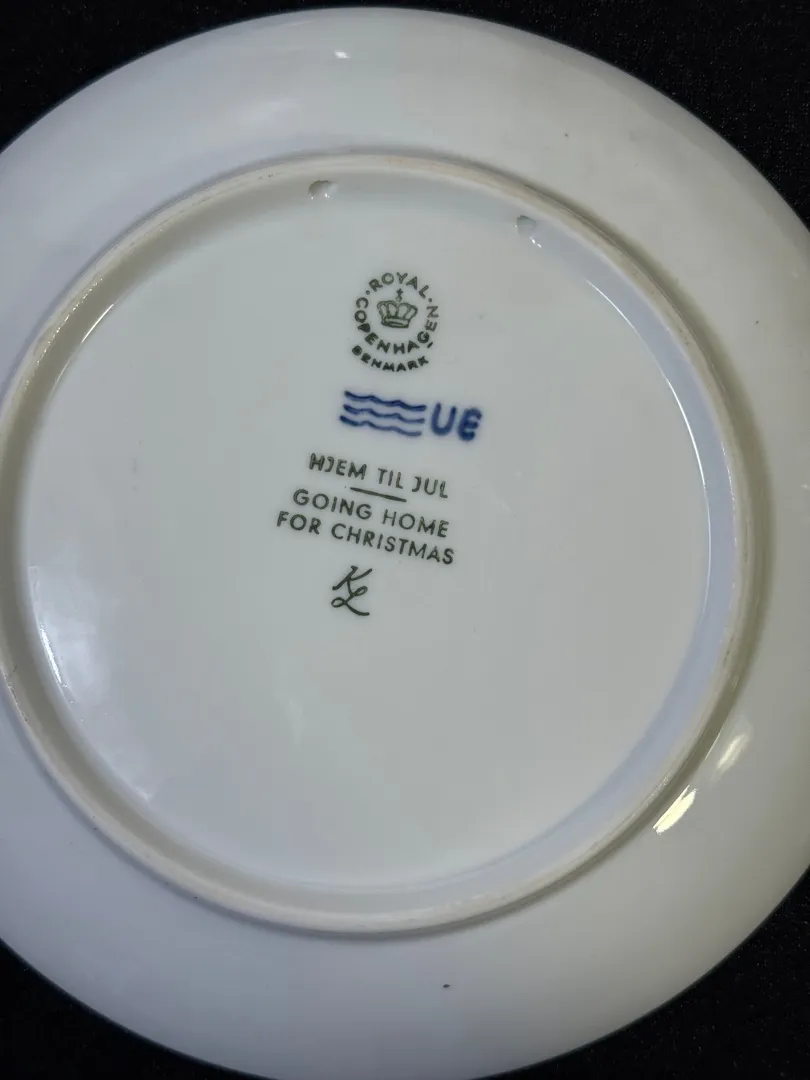 ROYAL
COPENHAGEN
DENMARK
UE
HJEM TIL JUL
GOING HOME
FOR CHRISTMAS
KL